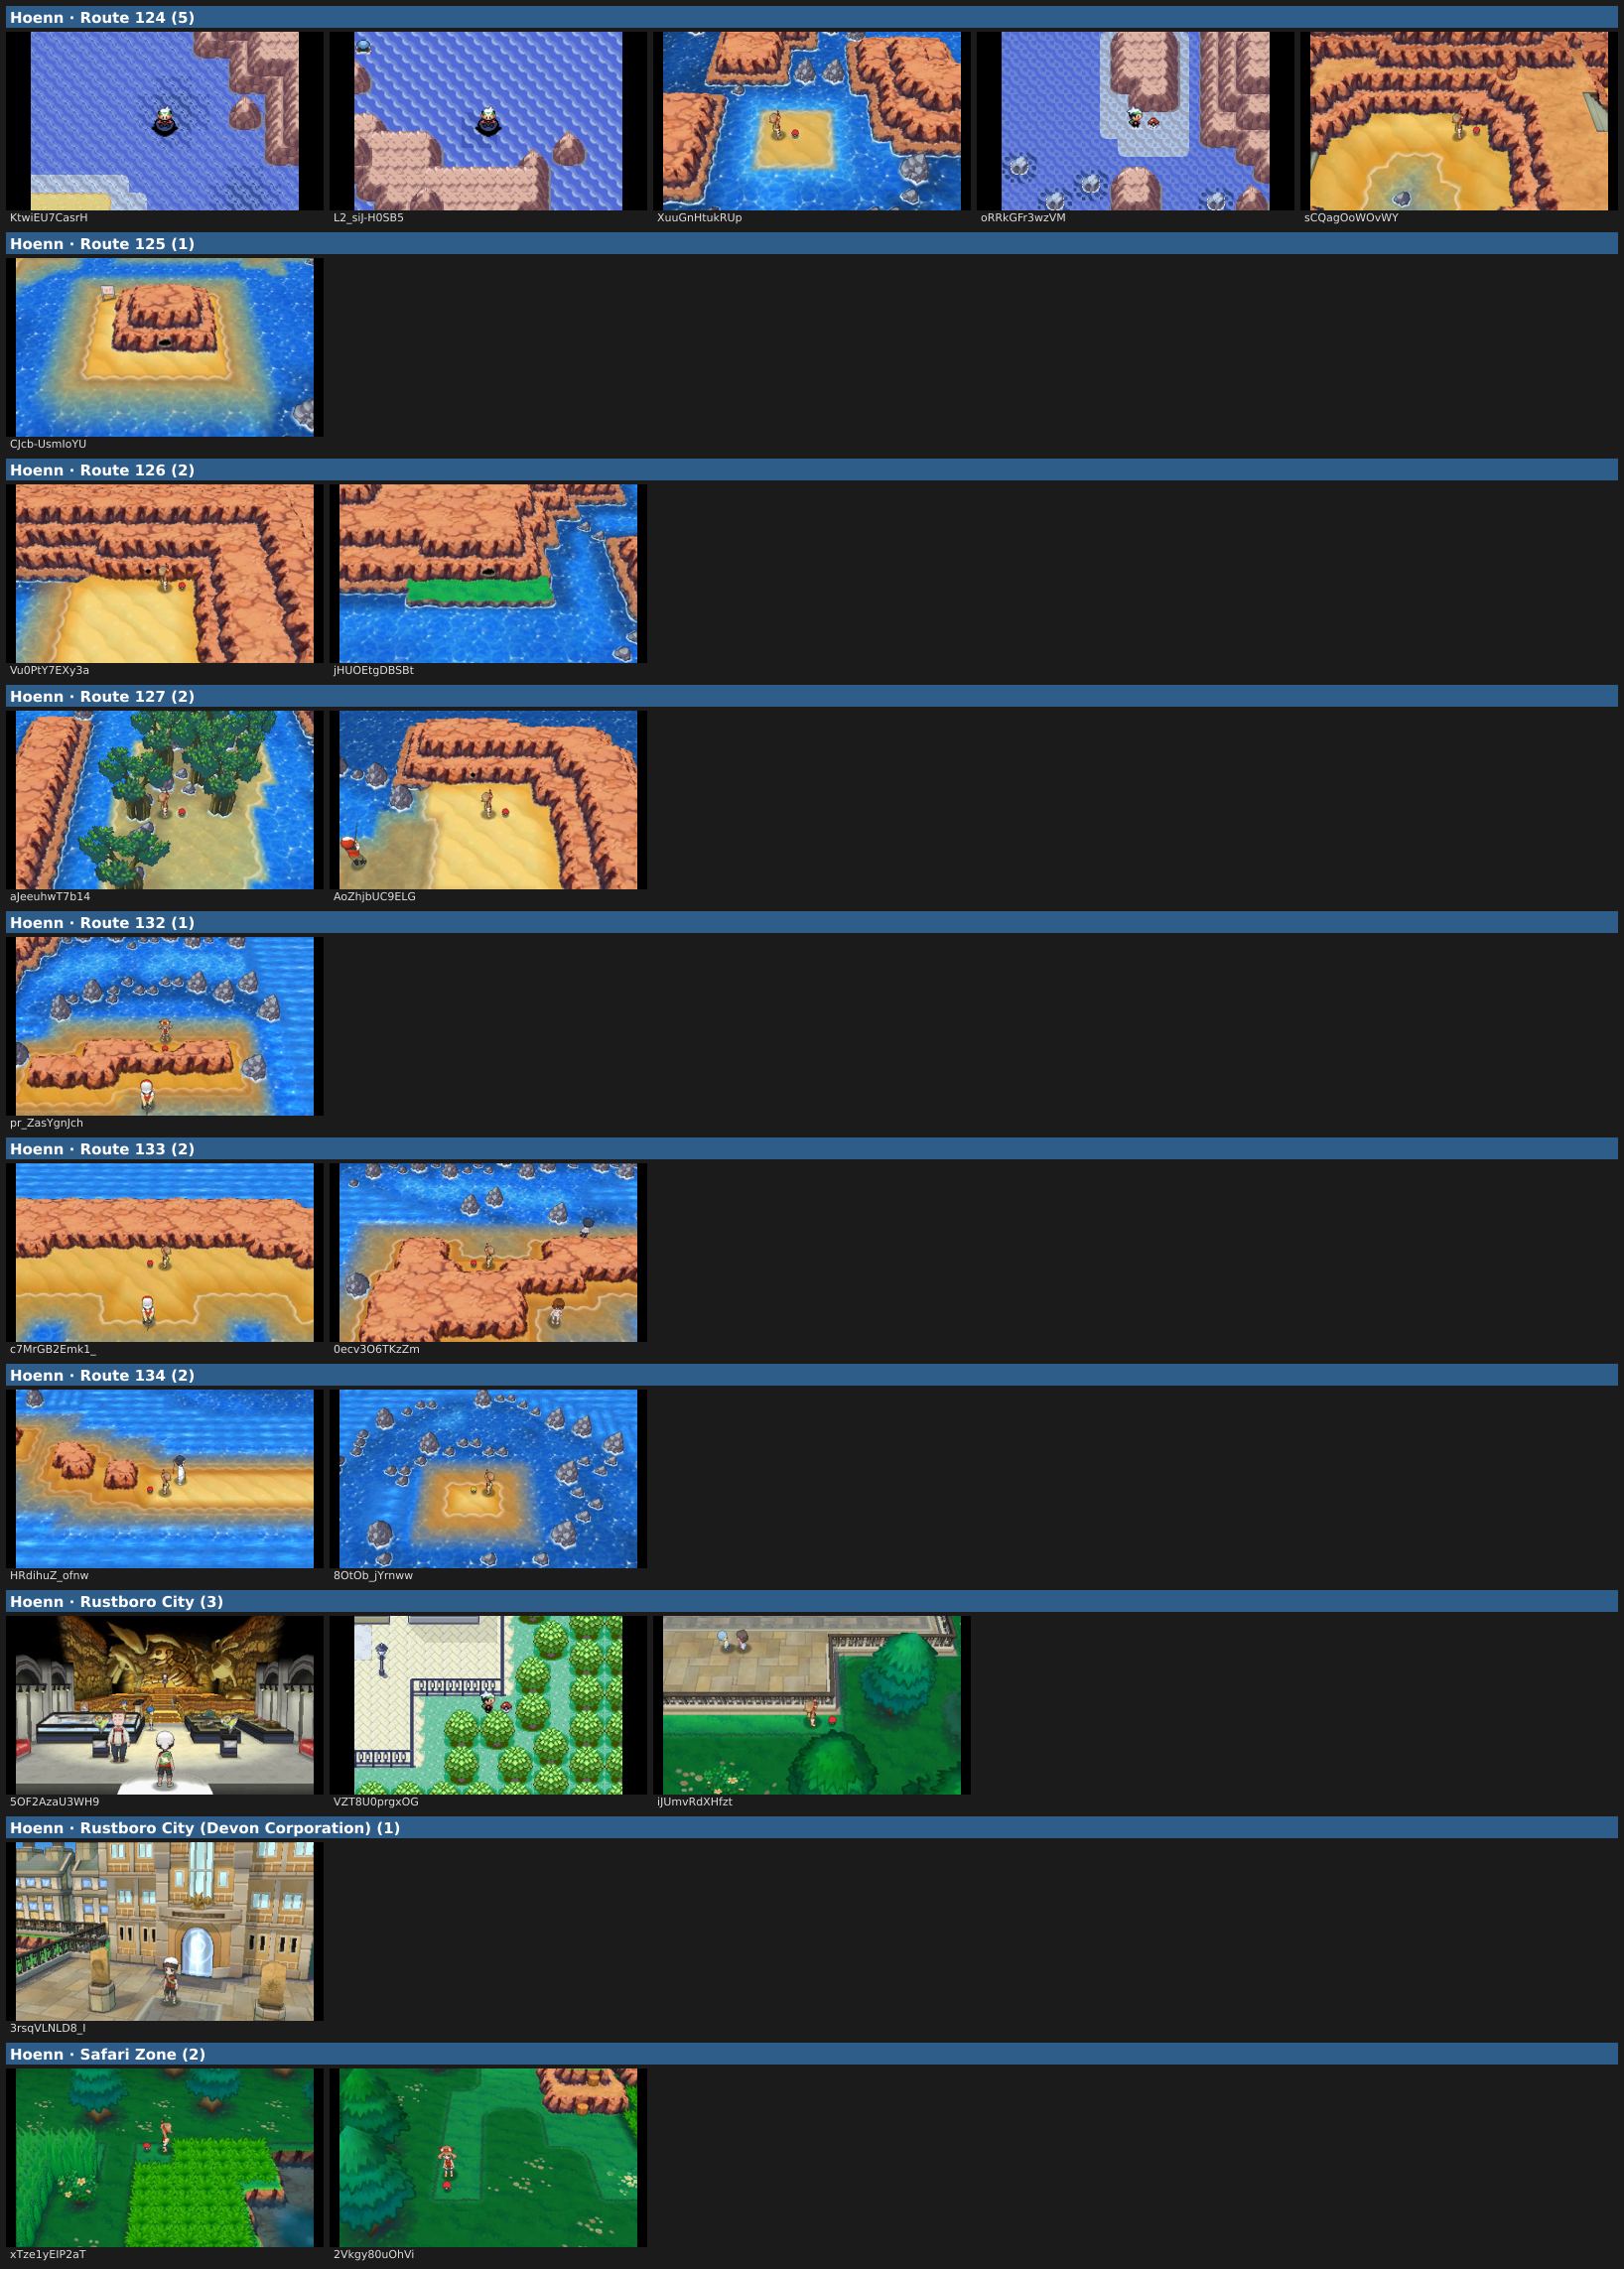 Hoenn · Route 124 (5)
KtwiEU7CasrH
L2_siJ-H0SB5
XuuGnHtukRUp
oRRkGFr3wzVM
sCQagOoWOvWY
Hoenn · Route 125 (1)
CJcb-UsmIoYU
Hoenn · Route 126 (2)
Vu0PtY7EXy3a
jHUOEtgDBSBt
Hoenn · Route 127 (2)
aJeeuhwT7b14
AoZhjbUC9ELG
Hoenn · Route 132 (1)
pr_ZasYgnJch
Hoenn · Route 133 (2)
c7MrGB2Emk1_
0ecv3O6TKzZm
Hoenn · Route 134 (2)
HRdihuZ_ofnw
8OtOb_jYrnww
Hoenn · Rustboro City (3)
5OF2AzaU3WH9
VZT8U0prgxOG
iJUmvRdXHfzt
Hoenn · Rustboro City (Devon Corporation) (1)
3rsqVLNLD8_I
Hoenn · Safari Zone (2)
xTze1yEIP2aT
2Vkgy80uOhVi